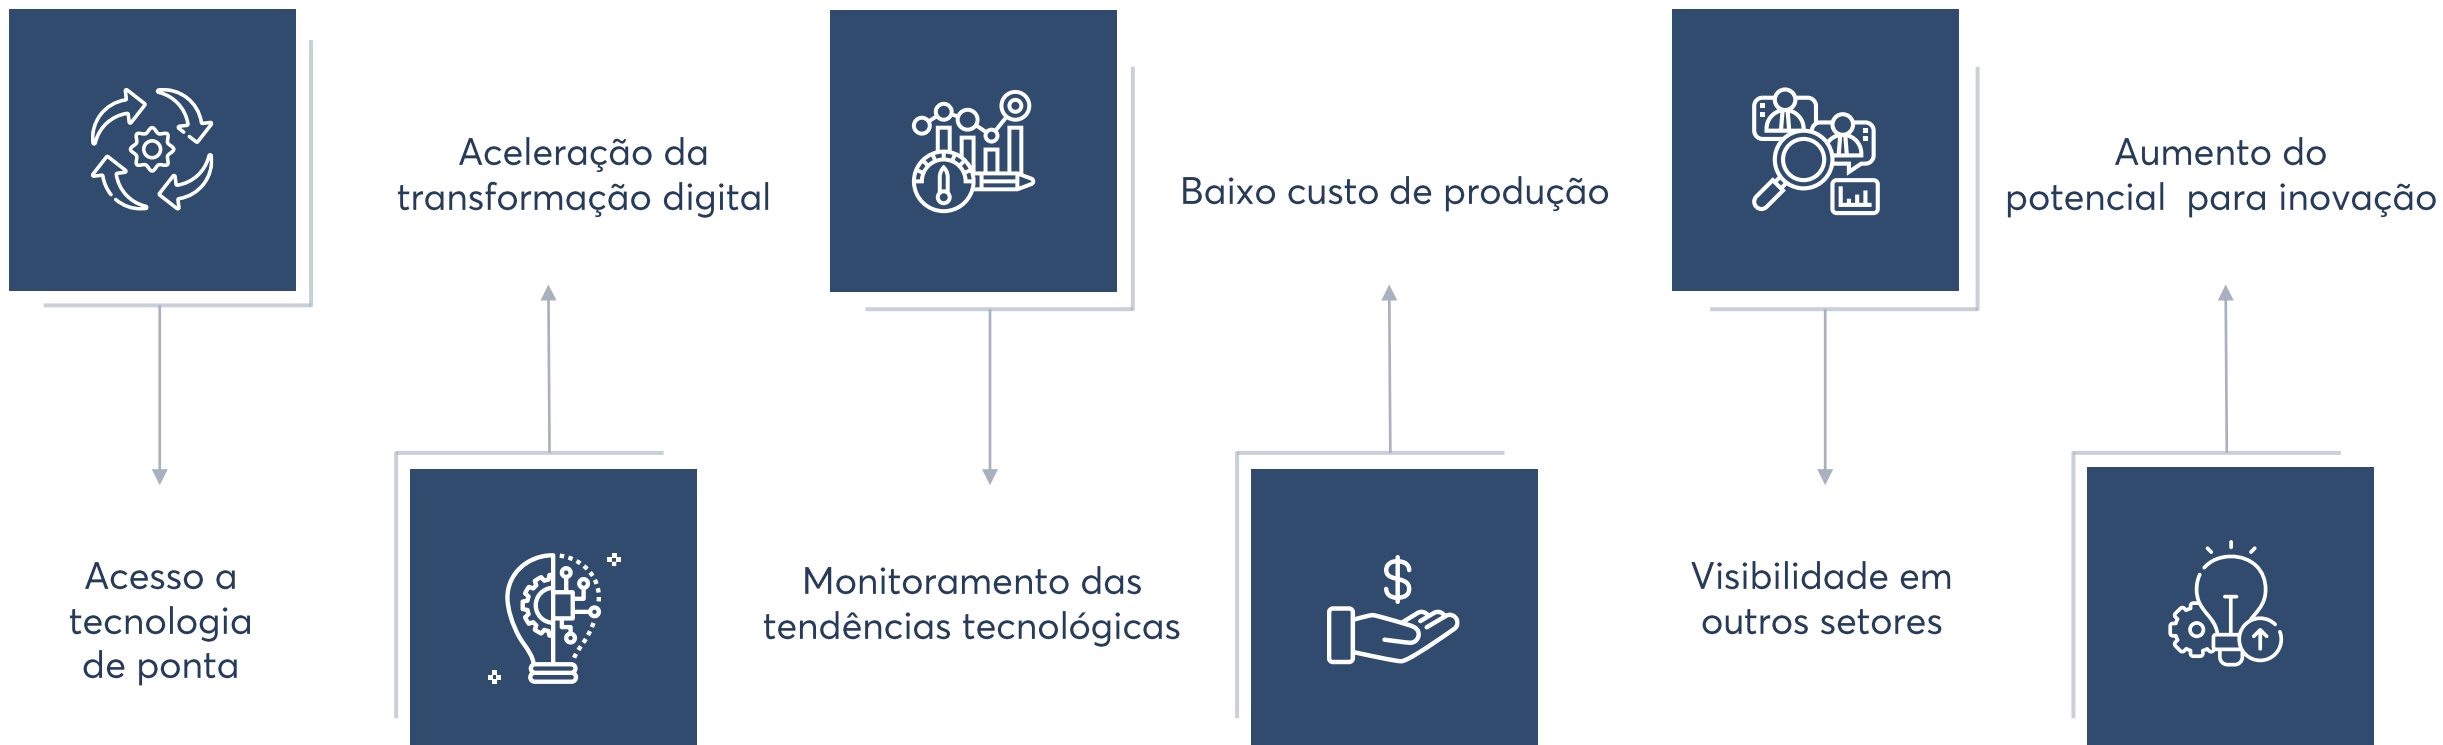 Acesso a
tecnologia
de ponta
Aceleração da
transformação digital
Monitoramento das
tendências tecnológicas
Baixo custo de produção
Visibilidade em
outros setores
Aumento do
potencial  para inovação